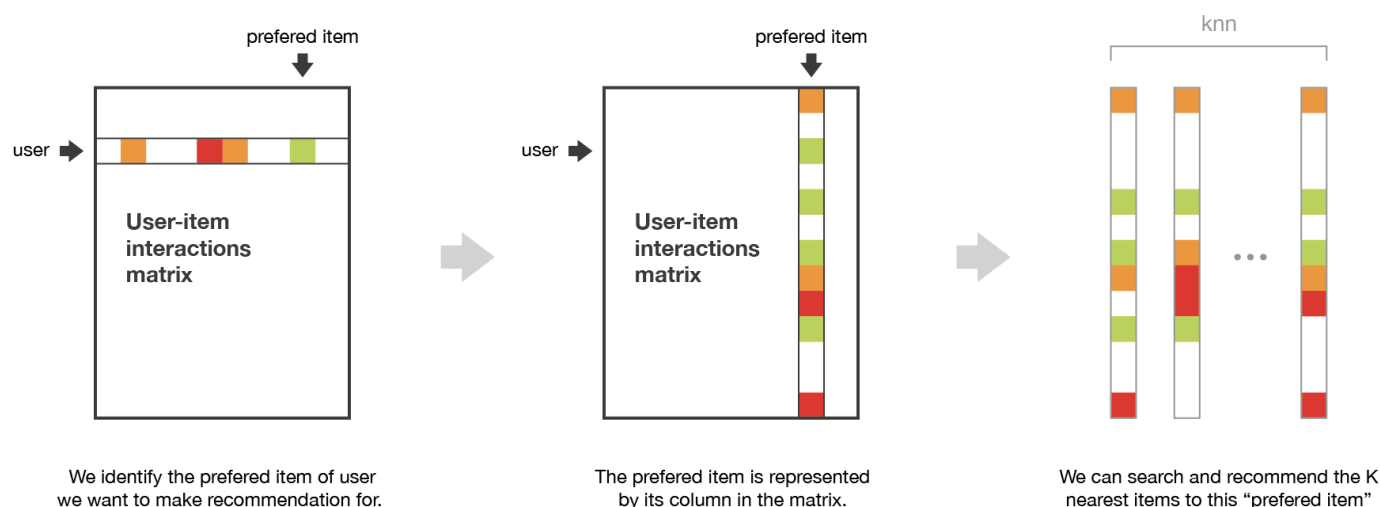 prefered item
user
User-item
interactions
matrix
We identify the prefered item of user
we want to make recommendation for.
prefered item
user
User-item
interactions
matrix
The prefered item is represented
by its column in the matrix.
knn
We can search and recommend the K
nearest items to this “prefered item”